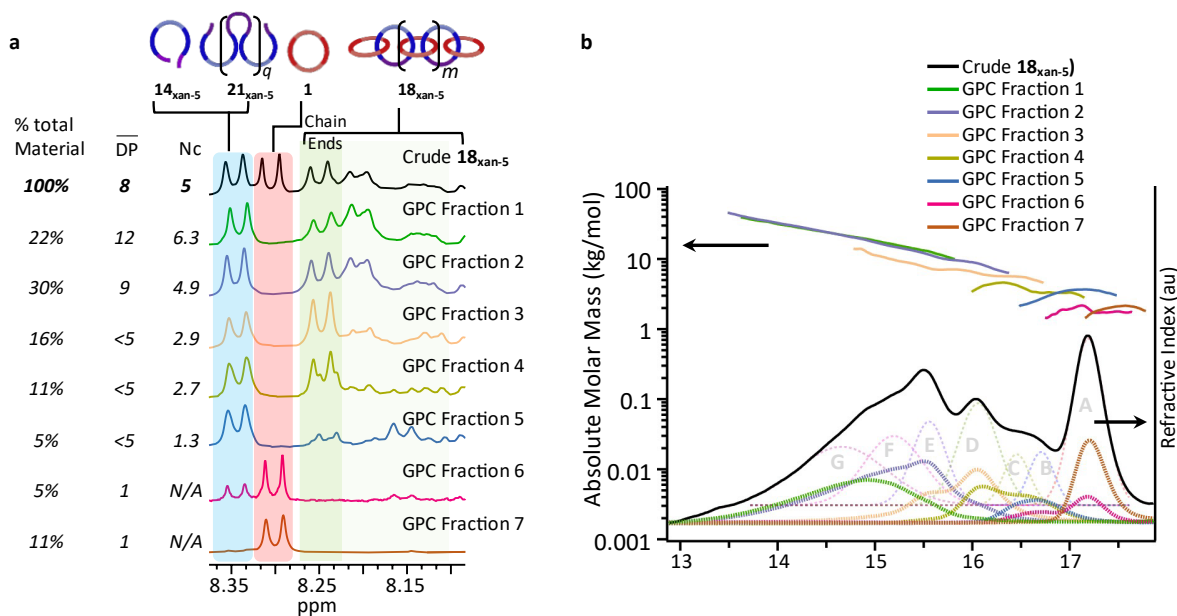 a
q
m
14xan-5
21xan-5
1
18xan-5
% total
Material
DP
Nc
Chain
Ends
Crude 18xan-5
100%
8
5
GPC Fraction 1
22%
12
6.3
GPC Fraction 2
30%
9
4.9
GPC Fraction 3
16%
<5
2.9
GPC Fraction 4
11%
<5
2.7
GPC Fraction 5
5%
<5
1.3
GPC Fraction 6
5%
1
N/A
GPC Fraction 7
11%
1
N/A
8.35
8.25
8.15
ppm
b
Crude 18xan-5)
GPC Fraction 1
GPC Fraction 2
GPC Fraction 3
GPC Fraction 4
GPC Fraction 5
GPC Fraction 6
GPC Fraction 7
Absolute Molar Mass (kg/mol)
100
10
1
0.1
0.01
0.001
Refractive Index (au)
G
F
E
D
C
B
A
13
15
16
17